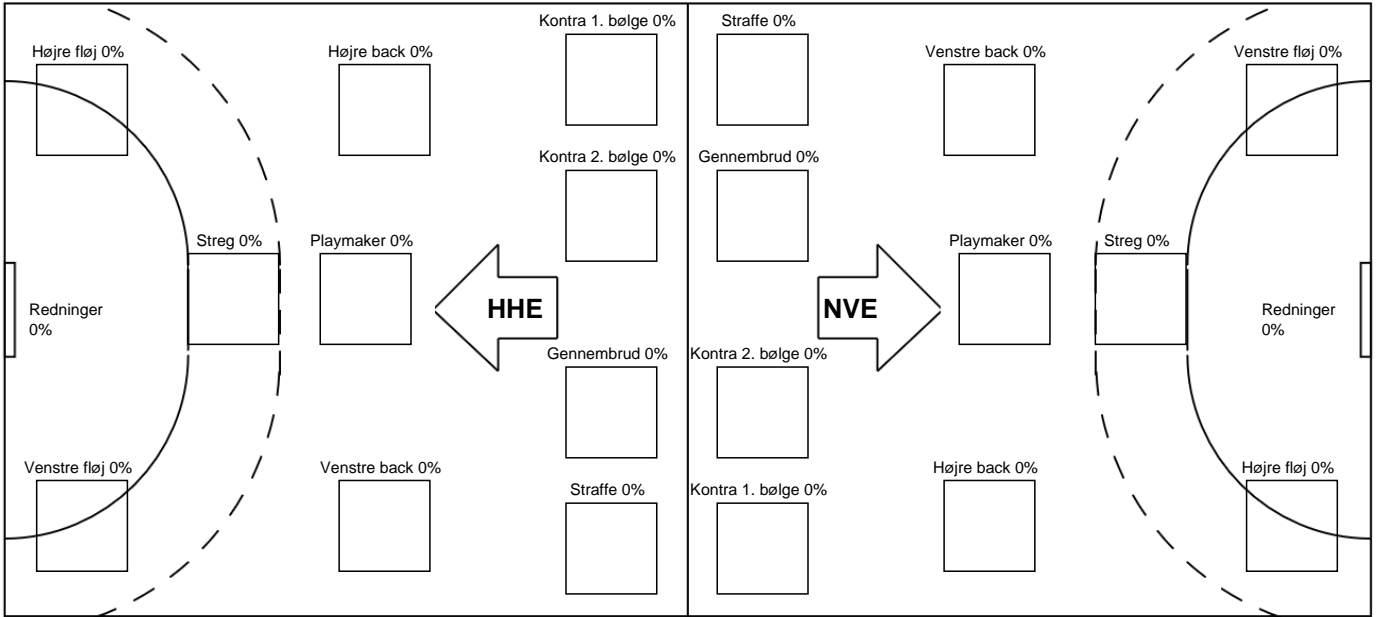 Kontra 1. bølge 0%
Straffe 0%
Højre fløj 0%
Højre back 0%
Venstre back 0%
Venstre fløj 0%
Kontra 2. bølge 0%
Gennembrud 0%
Streg 0%
Playmaker 0%
Playmaker 0%
Streg 0%
Redninger
0%
HHE
NVE
Redninger
0%
Gennembrud 0%
Kontra 2. bølge 0%
Venstre fløj 0%
Venstre back 0%
Højre back 0%
Højre fløj 0%
Straffe 0%
Kontra 1. bølge 0%